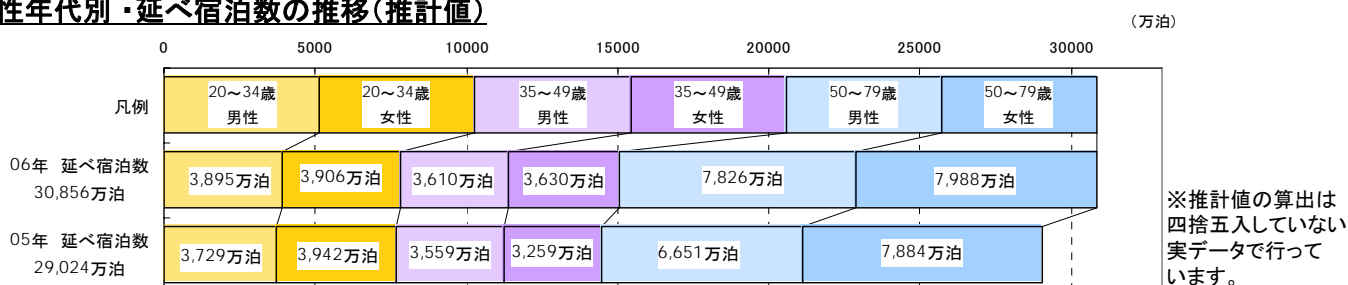 性年代別・延べ宿泊数の推移(推計値)
(万泊)
0 5000 10000 15000 20000 25000 30000
凡例
20~34歳 男性
20~34歳 女性
35~49歳 男性
35~49歳 女性
50~79歳 男性
50~79歳 女性
06年 延べ宿泊数
30,856万泊
3,895万泊 3,906万泊 3,610万泊 3,630万泊 7,826万泊 7,988万泊
05年 延べ宿泊数
29,024万泊
3,729万泊 3,942万泊 3,559万泊 3,259万泊 6,651万泊 7,884万泊
※推計値の算出は
四捨五入していない
実データで行って
います。